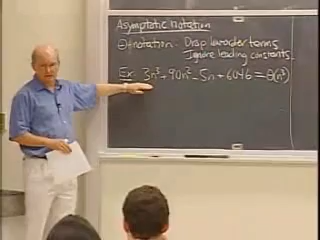 Asymptotic notation
Θ-notation - Drop low order terms
Ignore leading constants
Ex: 3n³ + 90n² - 5n + 6046 = Θ(n³)